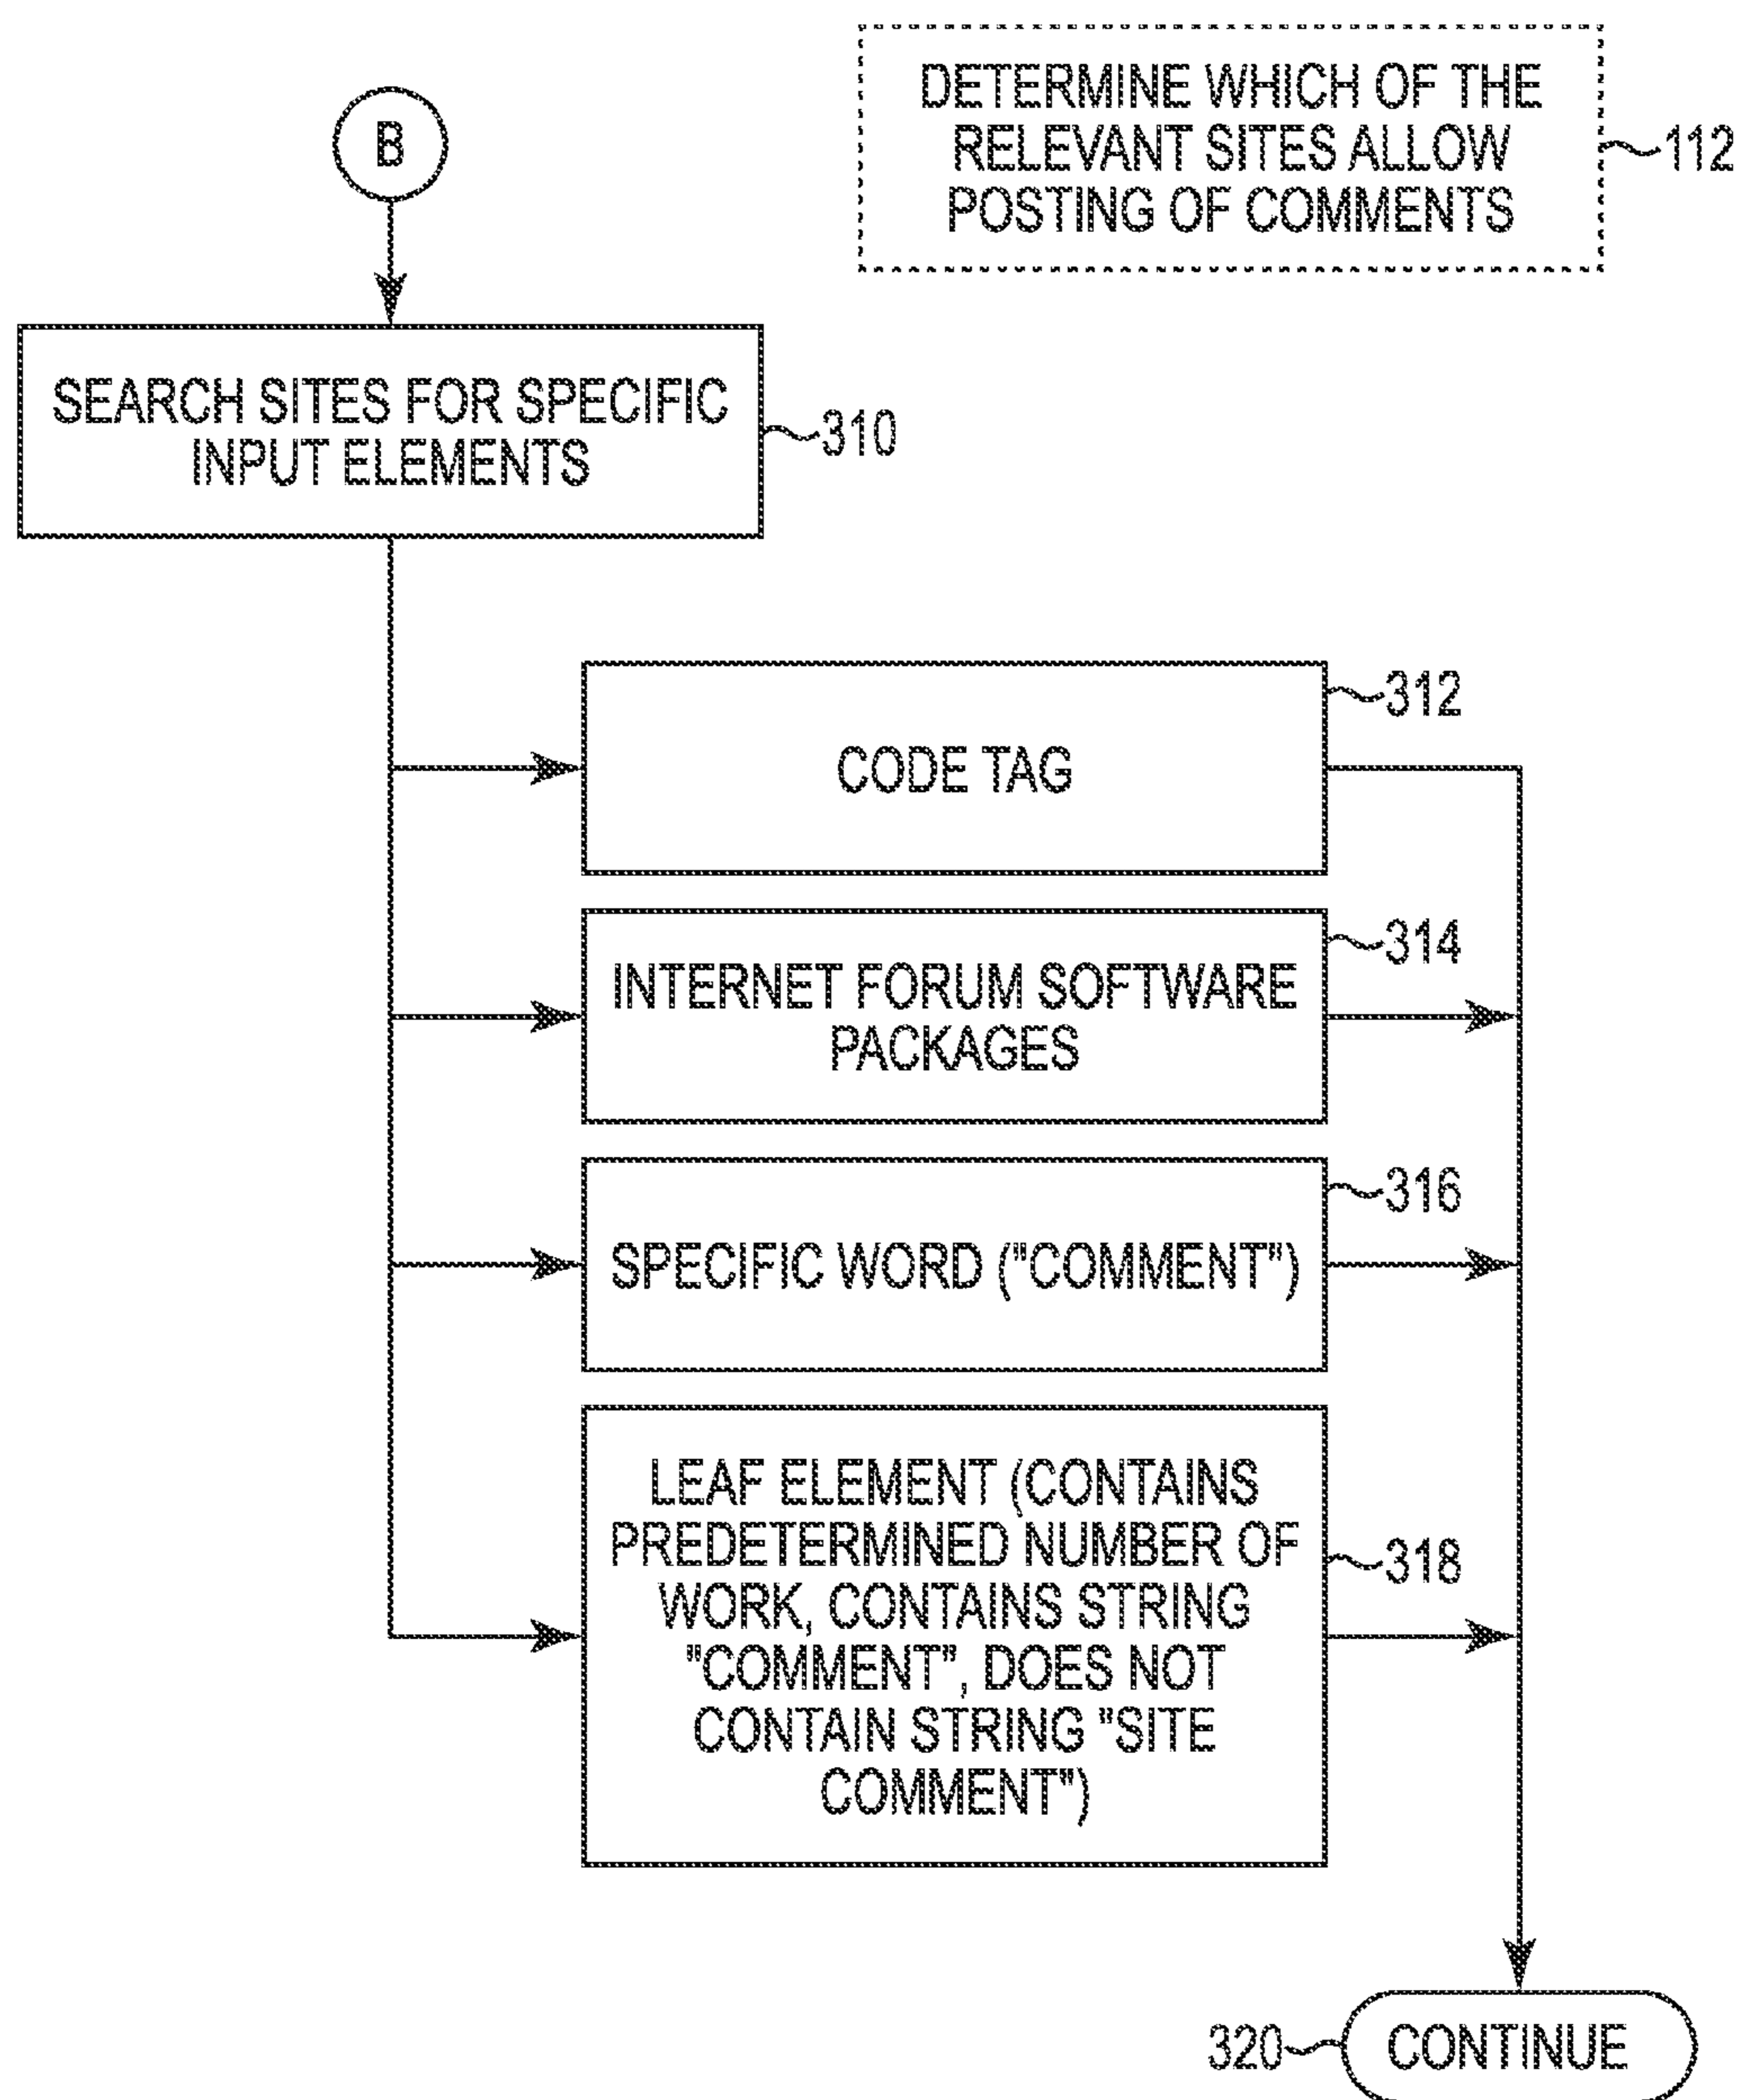 DETERMINE WHICH OF THE
RELEVANT SITES ALLOW
POSTING OF COMMENTS
112
B
SEARCH SITES FOR SPECIFIC
INPUT ELEMENTS
310
312
CODE TAG
314
INTERNET FORUM SOFTWARE
PACKAGES
316
SPECIFIC WORD ("COMMENT")
LEAF ELEMENT (CONTAINS
PREDETERMINED NUMBER OF
WORK, CONTAINS STRING
"COMMENT", DOES NOT
CONTAIN STRING "SITE
COMMENT")
318
320
CONTINUE